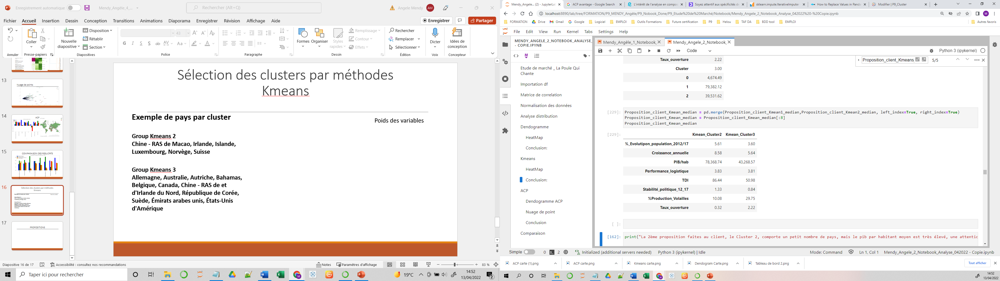 Enregistrement automatique
Mendy_Angèle_4_...
Rechercher (Alt+Q)
Angele Mendy
AM
Fichier
Accueil
Insertion
Dessin
Conception
Transitions
Animations
Diaporama
Enregistrer
Révision
Affichage
Aide
Enregistrer
Partager
Coller
Nouvelle diapositive
Disposition
Rétablir
Section
43
Formes
Organiser
Styles rapides
Remplissage
Contour
Effets
Rechercher
Remplacer
Sélectionner
Dicter
Idées de conception
Annuler
Presse-papiers
Diapositives
Police
Paragraphe
Dessin
Édition
Voix
Concepteur
13
Nuage de points
14
ACP
15
COMPARAISON DES RESULTATS
16
17
PROPOSITIONS
Sélection des clusters par méthodes
Kmeans
Exemple de pays par cluster
Poids des variables
Group Kmeans 2
Chine - RAS de Macao, Irlande, Islande,
Luxembourg, Norvège, Suisse
Group Kmeans 3
Allemagne, Australie, Autriche, Bahamas,
Belgique, Canada, Chine - RAS de et
d'Irlande du Nord, République de Corée,
Suède, Émirats arabes unis, États-Unis
d'Amérique
Diapositive 16 de 17
Accessibilité : consultez nos recommandations
Notes
Paramètres d'affichage
83 %
Taper ici pour rechercher
19°C
14:52
13/04/2022
2
Mendy_Angele... (2) - JupyterLa
ACP avantage - Google Search
L'intérêt de l'analyse en compos
Soyez attentif aux spécificités de
sklearn.impute.IterativeImputer
How to Replace Values in Panda
Modifier | P9_Cluster
localhost:8890/lab/tree/FORMATION/P9_MENDY_Angèle/P9_Nobook_Done/P9_Etude%20de%20Marché/Notebook/Mendy_Angele_2_Notebook_Analyse_042022%20-%20Copie.ipynb
FORMATION
Drive
Gmail
Google
Logiciel
EMPLOI
Outils Formations
Future certification
P9
Helou
TAF DA
BDD tool
EMPLOI
Autres favoris
File
Edit
View
Run
Kernel
Tabs
Settings
Help
MENDY_ANGELE_2_NOTEBOOK_ANALYSE_
- COPIE.IPYNB
Etude de marché _ La Poule Qui Chante
Importation df
Matrice de correlation
Normalisation des données
Analyse distribution
Dendogramme
HeatMap
Conclusion:
Kmeans
HeatMap
Conclusion:
ACP
Dendogramme ACP
Nuage de point
Conclusion
Comparaison
Mendy_Angèle_1_Notebook_
Mendy_Angele_2_Notebook_
Code
Python 3 (ipykernel)
Proposition_client_Kmeans
5/5
Taux_ouverture 2.22
Cluster 3.00
0 4,674.49
1 79,382.12
2 39,531.62
[229]:
Proposition_client_Kmean_median = pd.merge(Proposition_client_Kmean1_median,Proposition_client_Kmean2_median, left_index=True, right_index=True)
Proposition_client_Kmean_median = Proposition_client_Kmean_median[:8]
Proposition_client_Kmean_median
[229]:
Kmean_Cluster2 Kmean_Cluster3
%_Evolutipon_population_2012/17 5.61 3.60
Croissance_annuelle 8.58 5.64
PIB/hab 78,368.74 43,268.57
Performance_logistique 3.83 3.81
TDI 86.44 50.98
Stabilité_politique_12_17 1.33 0.84
%Production_Volailles 10.08 29.75
Taux_ouverture 0.32 2.22
[ ]:
[162]:
print("La 2ème proposition faites au client, le Cluster 2, comporte un petit nombre de pays, mais le pib par habitant moyen est très élevé, une attentio
Simple
0
2
Initialized (additional servers needed)
Python 3 (ipykernel) | Idle
Mode: Command
Ln 1, Col 1
Mendy_Angele_2_Notebook_Analyse_042022 - Copie.ipynb
ACP carte (1).png
ACP carte.png
Kmeans carte.png
Dendogram Carte.png
Tableau de bord 2.png
Tout afficher
14:52
13/04/2022